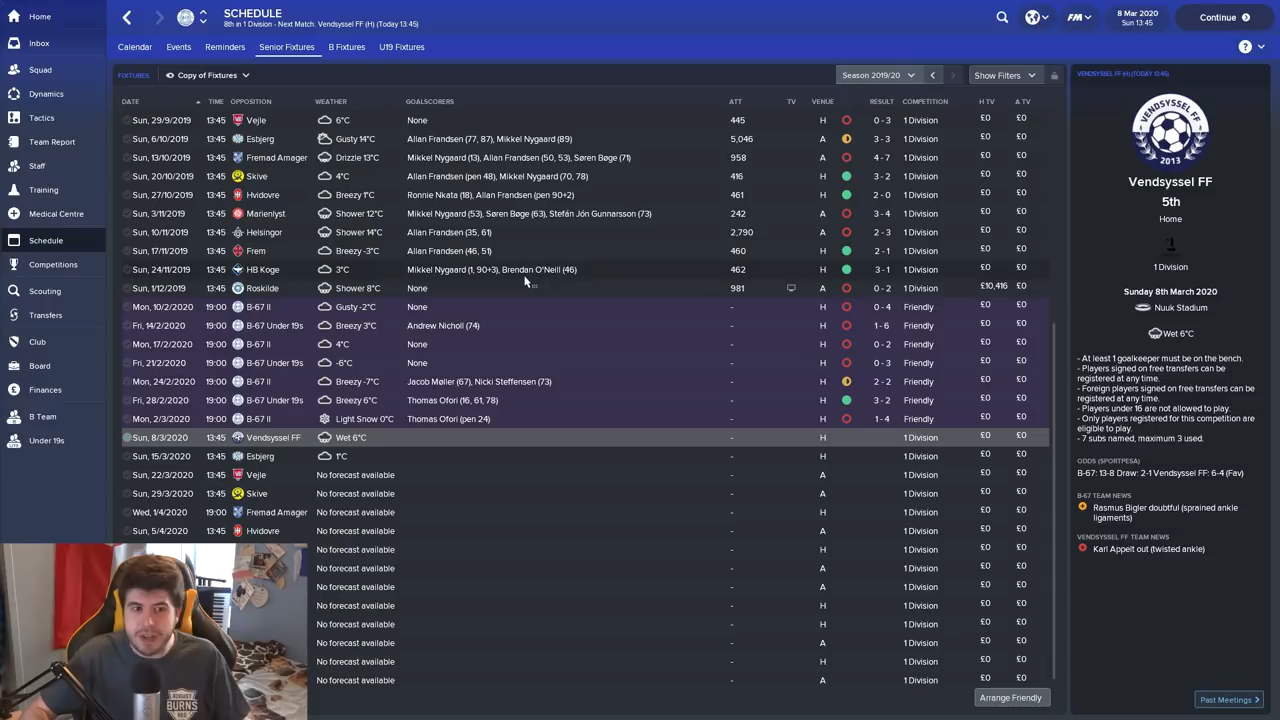 Home
Inbox
Squad
Dynamics
Tactics
Team Report
Staff
Training
Medical Centre
Schedule
Competitions
Scouting
Transfers
Club
Board
Finances
B Team
Under 19s
SCHEDULE
8th in 1 Division - Next Match: Vendsyssel FF (H) (Today 13:45)
FM
8 Mar 2020
Sun 13:45
Continue
Calendar Events Reminders Senior Fixtures B Fixtures U19 Fixtures
?
FIXTURES Copy of Fixtures Season 2019/20 Show Filters
DATE TIME OPPOSITION WEATHER GOALSCORERS ATT TV VENUE RESULT COMPETITION H TV A TV
Sun, 29/9/2019 13:45 Vejle 6°C None 445 H 0 - 3 1 Division £0 £0
Sun, 6/10/2019 13:45 Esbjerg Gusty 14°C Allan Frandsen (77, 87), Mikkel Nygaard (89) 5,046 A 3 - 3 1 Division £0 £0
Sun, 13/10/2019 13:45 Fremad Amager Drizzle 13°C Mikkel Nygaard (13), Allan Frandsen (50, 53), Søren Bøge (71) 958 A 4 - 7 1 Division £0 £0
Sun, 20/10/2019 13:45 Skive 4°C Allan Frandsen (pen 48), Mikkel Nygaard (70, 78) 416 H 3 - 2 1 Division £0 £0
Sun, 27/10/2019 13:45 Hvidovre Breezy 1°C Ronnie Nkata (18), Allan Frandsen (pen 90+2) 461 H 2 - 0 1 Division £0 £0
Sun, 3/11/2019 13:45 Marienlyst Shower 12°C Mikkel Nygaard (53), Søren Bøge (63), Stefán Jón Gunnarsson (73) 242 A 3 - 4 1 Division £0 £0
Sun, 10/11/2019 13:45 Helsingor Shower 14°C Allan Frandsen (35, 61) 2,790 A 2 - 3 1 Division £0 £0
Sun, 17/11/2019 13:45 Frem Breezy -3°C Allan Frandsen (46, 51) 460 H 2 - 1 1 Division £0 £0
Sun, 24/11/2019 13:45 HB Køge 3°C Mikkel Nygaard (1, 90+3), Brendan O'Neill (46) 462 H 3 - 1 1 Division £0 £0
Sun, 1/12/2019 13:45 Roskilde Shower 8°C None 981 A 0 - 2 1 Division £10,416 £0
Mon, 10/2/2020 19:00 B-67 II Gusty -2°C None - H 0 - 4 Friendly £0 £0
Fri, 14/2/2020 19:00 B-67 Under 19s Breezy 3°C Andrew Nicholl (74) - H 1 - 6 Friendly £0 £0
Mon, 17/2/2020 19:00 B-67 II 4°C None - H 0 - 2 Friendly £0 £0
Fri, 21/2/2020 19:00 B-67 Under 19s -6°C None - H 0 - 3 Friendly £0 £0
Mon, 24/2/2020 19:00 B-67 II Breezy -7°C Jacob Møller (67), Nicki Steffensen (73) - H 2 - 2 Friendly £0 £0
Fri, 28/2/2020 19:00 B-67 Under 19s Breezy 6°C Thomas Ofori (16, 61, 78) - H 3 - 2 Friendly £0 £0
Mon, 2/3/2020 19:00 B-67 II Light Snow 0°C Thomas Ofori (pen 24) - H 1 - 4 Friendly £0 £0
Sun, 8/3/2020 13:45 Vendsyssel FF Wet 6°C - H 1 Division £0 £0
Sun, 15/3/2020 13:45 Esbjerg 1°C - H 1 Division £0 £0
Sun, 22/3/2020 13:45 Vejle No forecast available - A 1 Division £0 £0
Sun, 29/3/2020 13:45 Skive No forecast available - A 1 Division £0 £0
Wed, 1/4/2020 19:00 Fremad Amager No forecast available - H 1 Division £0 £0
Sun, 5/4/2020 13:45 Hvidovre No forecast available - A 1 Division £0 £0
No forecast available - H 1 Division £0 £0
No forecast available - A 1 Division £0 £0
No forecast available - A 1 Division £0 £0
No forecast available - H 1 Division £0 £0
No forecast available - H 1 Division £0 £0
No forecast available - A 1 Division £0 £0
No forecast available - H 1 Division £0 £0
No forecast available - A 1 Division £0 £0
Arrange Friendly
VENDSYSSEL FF (H) (TODAY 13:45)
VENDSYSSEL FF
2013
Vendsyssel FF
5th
Home
1 Division
Sunday 8th March 2020
Nuuk Stadium
Wet 6°C
- At least 1 goalkeeper must be on the bench.
- Players signed on free transfers can be
registered at any time.
- Foreign players signed on free transfers can be
registered at any time.
- Players under 16 are not allowed to play.
- Only players registered for this competition are
eligible to play.
- 7 subs named, maximum 3 used.
ODDS (SPORTPESA)
B-67: 13-8 Draw: 2-1 Vendsyssel FF: 6-4 (Fav)
B-67 TEAM NEWS
Rasmus Bigler doubtful (sprained ankle
ligaments)
VENDSYSSEL FF TEAM NEWS
Karl Appelt out (twisted ankle)
Past Meetings
AUGUST
BURNS
RED